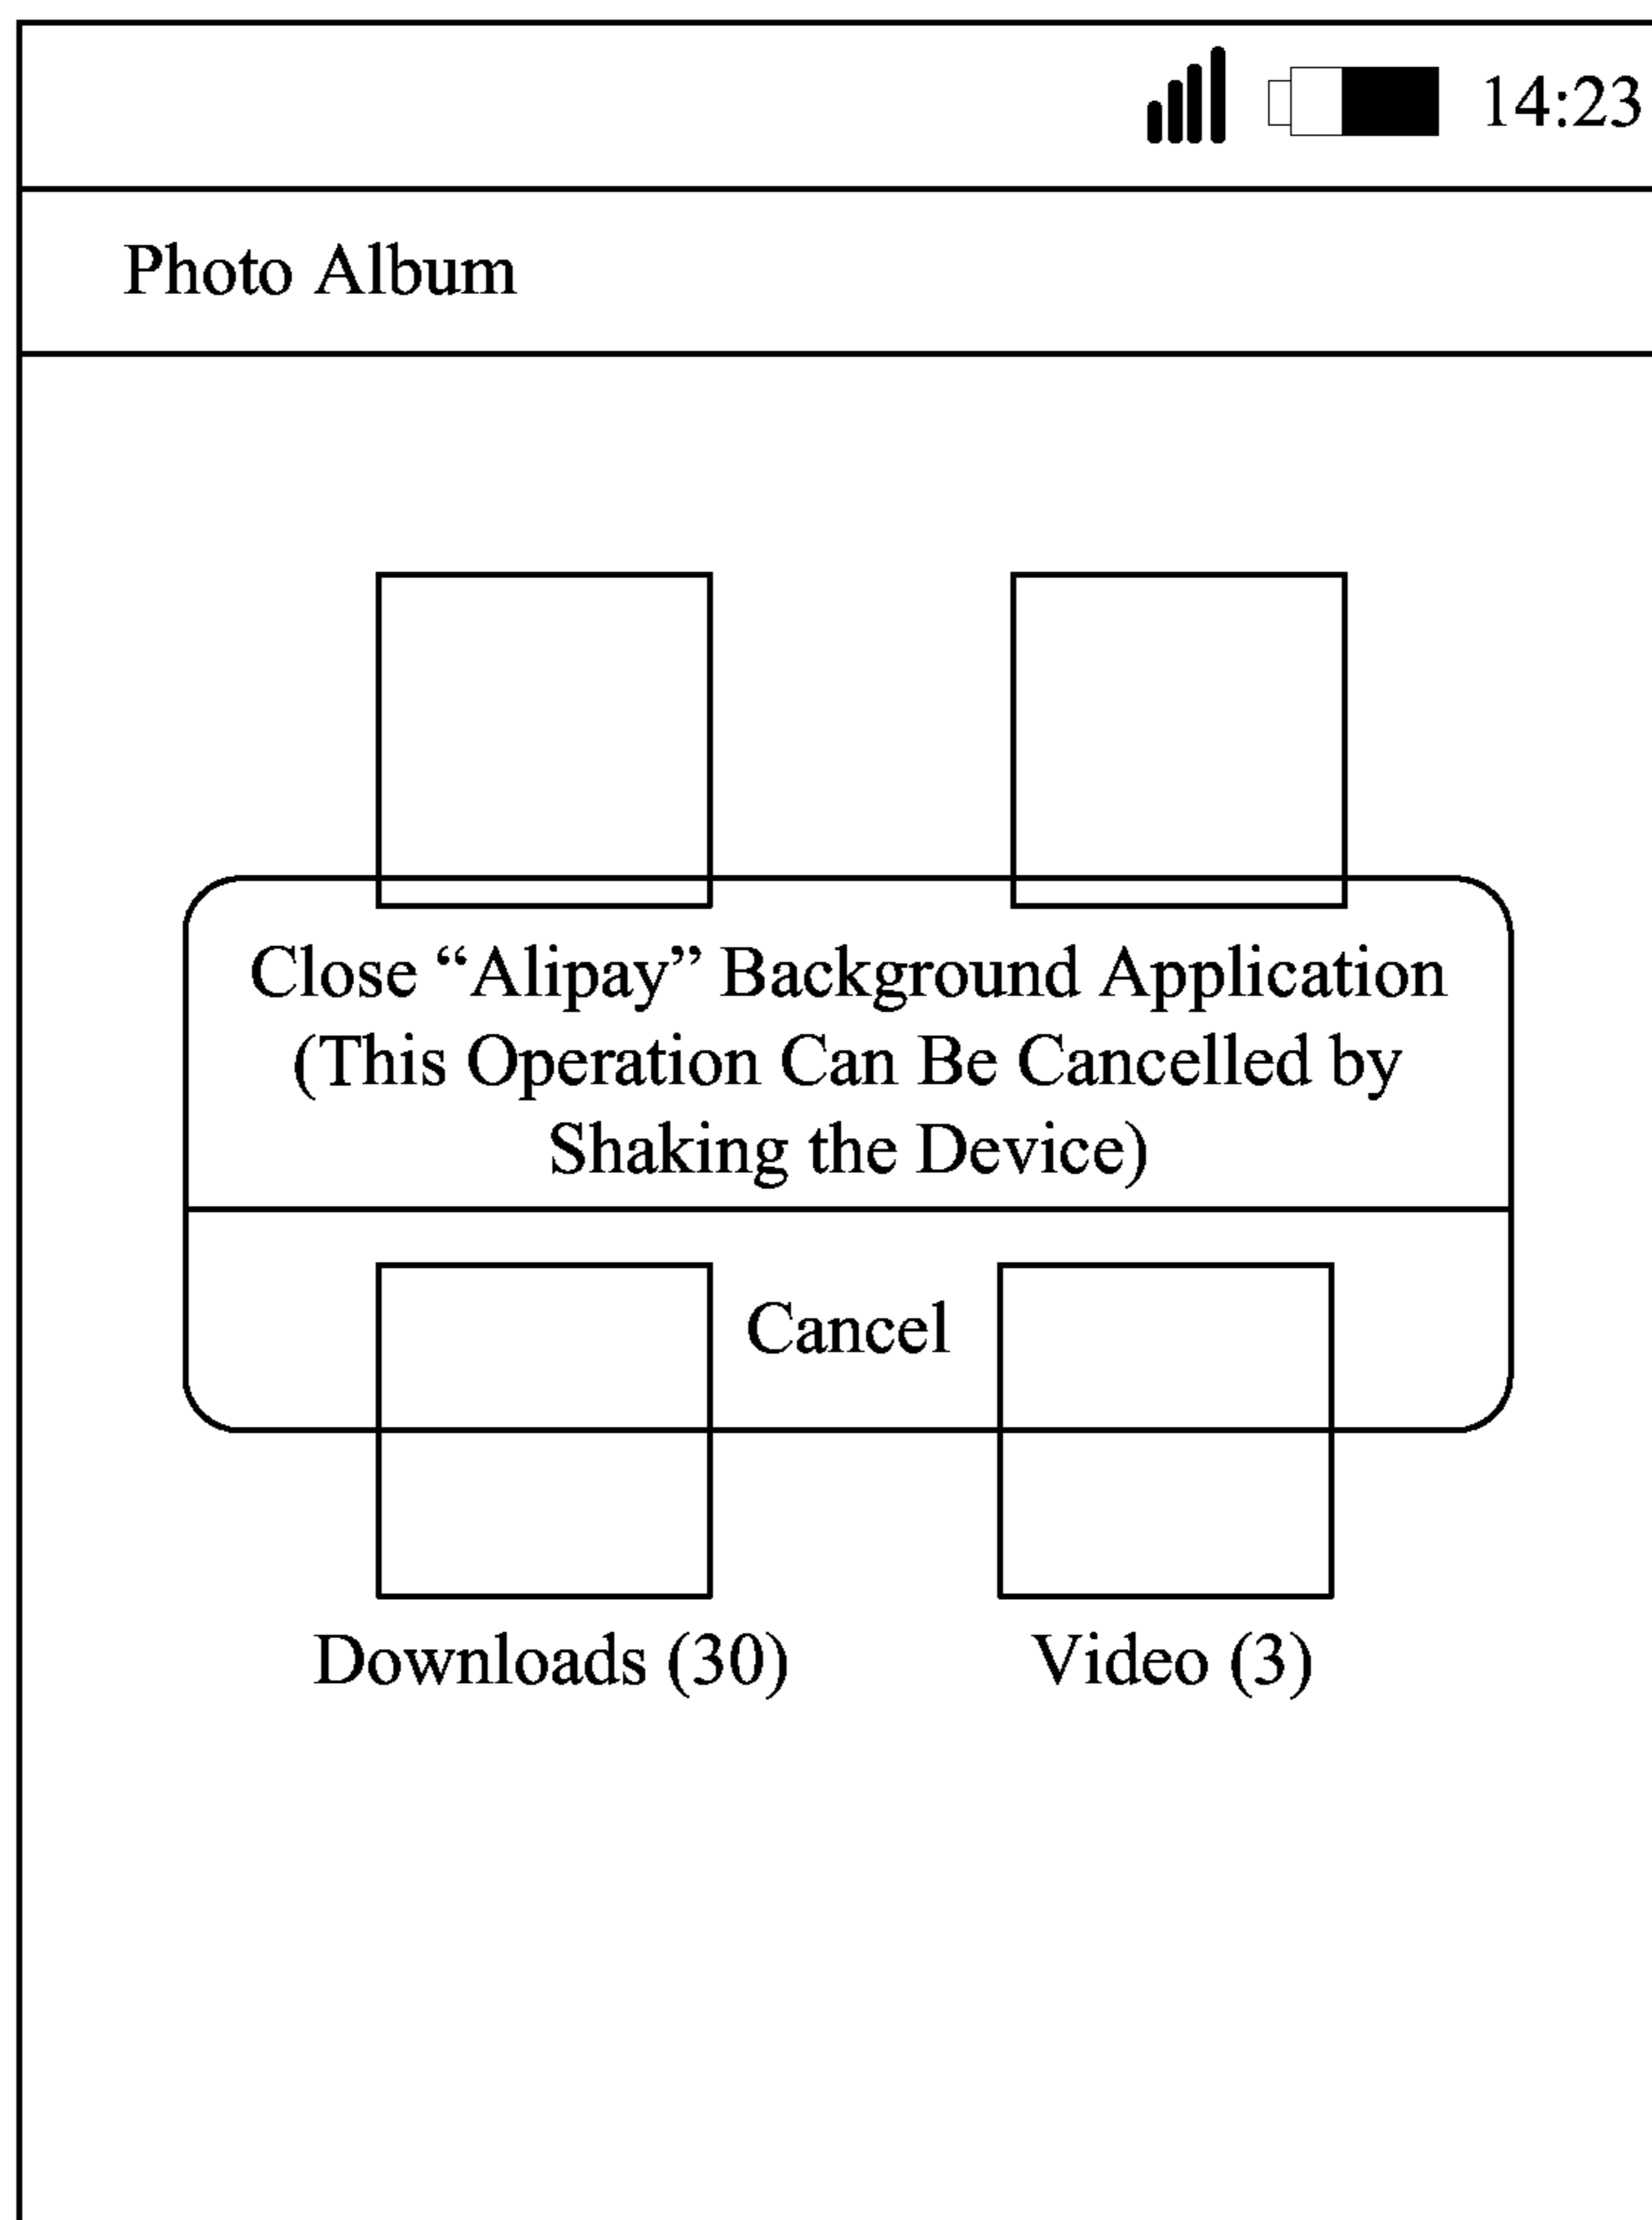 14:23
Photo Album
Close “Alipay” Background Application
(This Operation Can Be Cancelled by
Shaking the Device)
Cancel
Downloads (30)
Video (3)